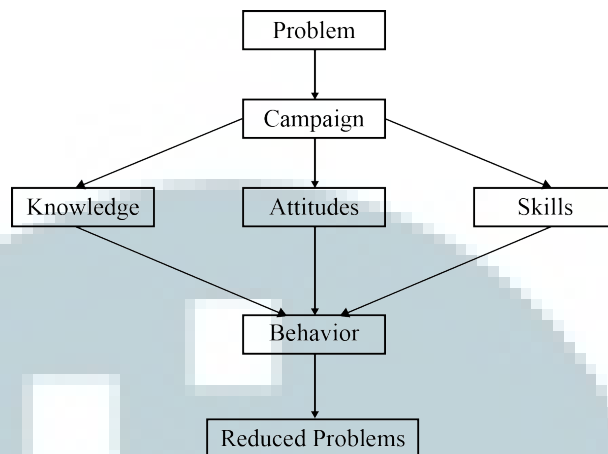 Problem
Campaign
Knowledge
Attitudes
Skills
Behavior
Reduced Problems